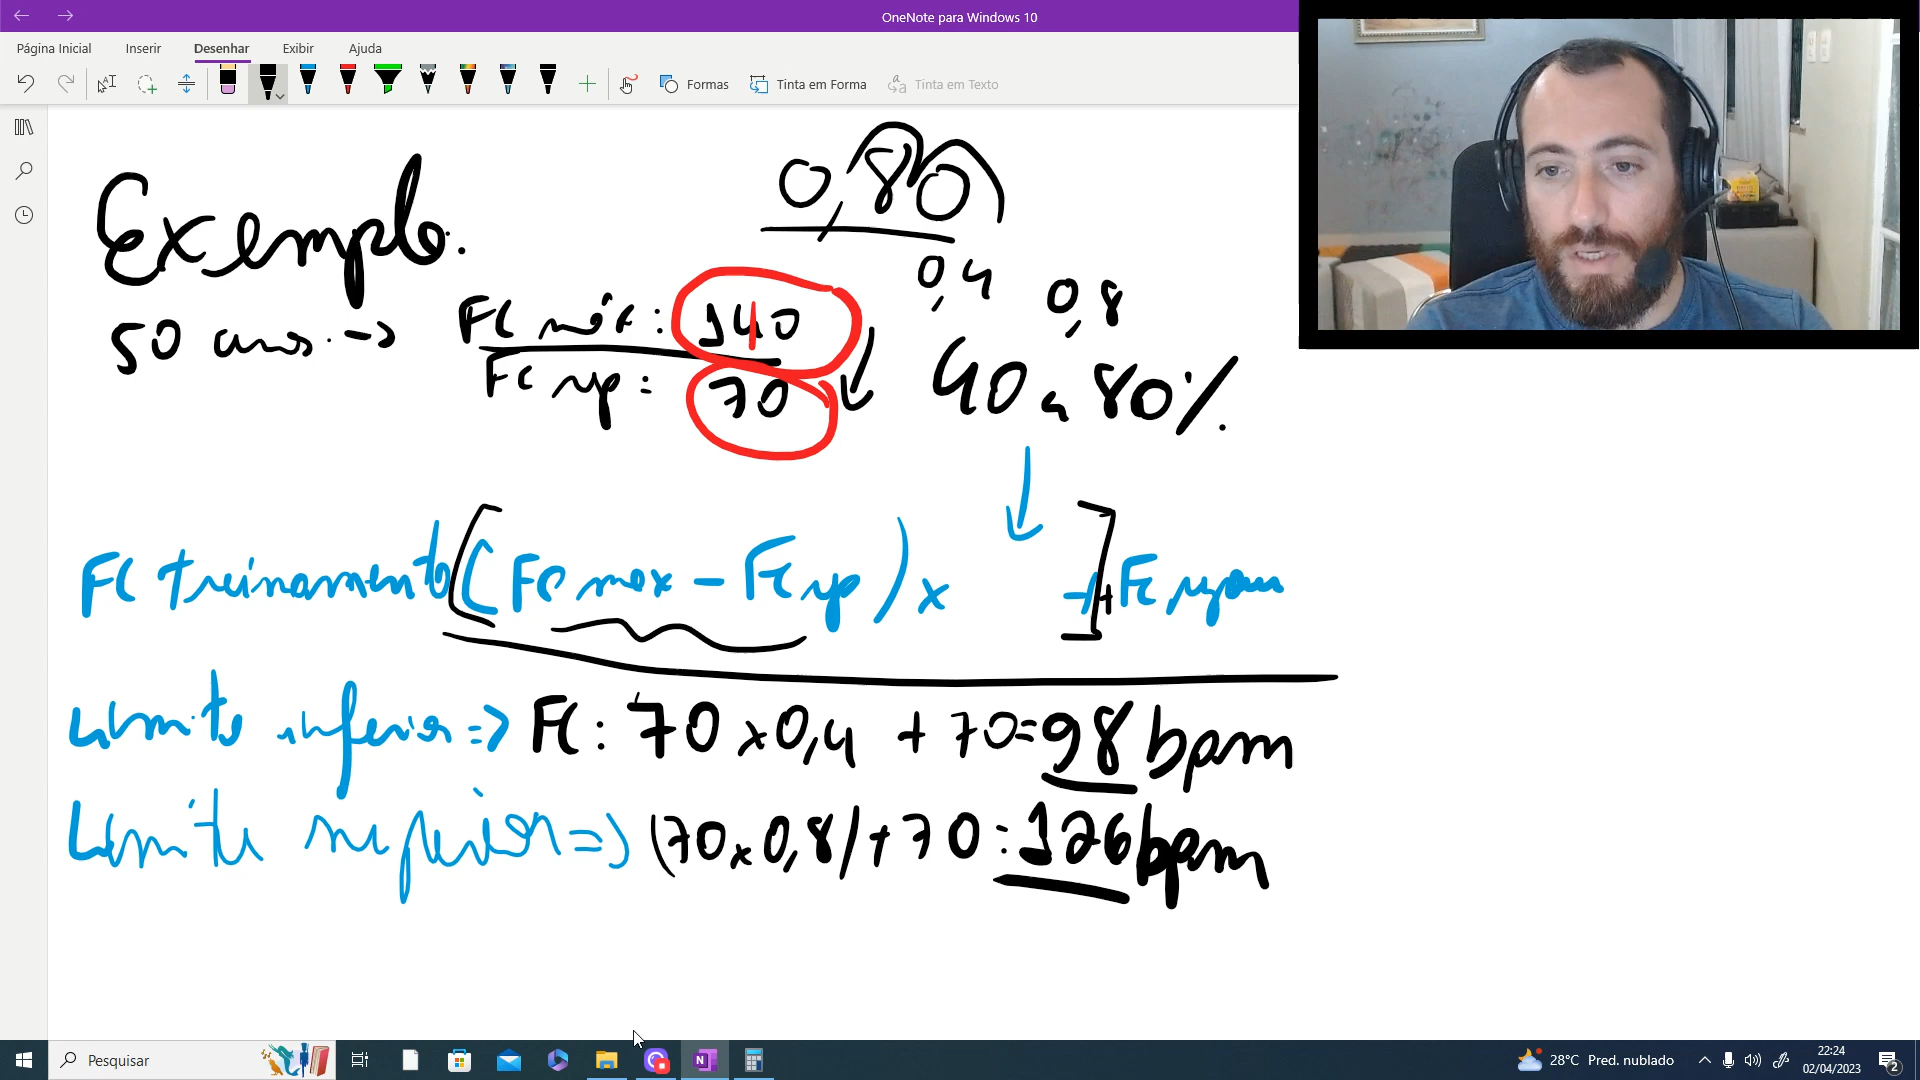 OneNote para Windows 10
Página Inicial Inserir Desenhar Exibir Ajuda
Formas Tinta em Forma Tinta em Texto
0,80
Exemplo:
0,4 0,8
50 anos -> FC máx: 140
FC rep: 70 40 a 80%.
FC treinamento [(FC max - FC rep) x ] + FC repouso
Limite inferior => FC: 70 x 0,4 + 70 = 98 bpm
Limite superior => (70 x 0,8) + 70 = 126 bpm
Pesquisar
28°C Pred. nublado
22:24
02/04/2023
2